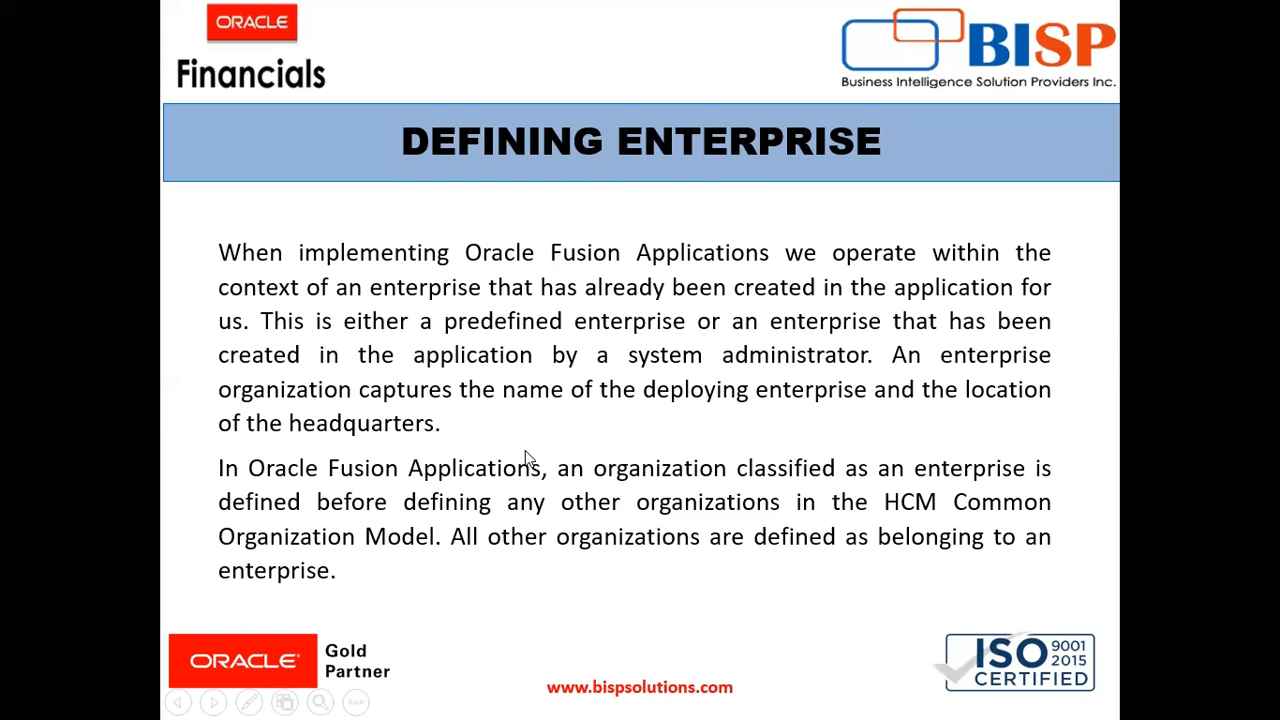 ORACLE
Financials
BISP
Business Intelligence Solution Providers Inc.
DEFINING ENTERPRISE
When implementing Oracle Fusion Applications we operate within the
context of an enterprise that has already been created in the application for
us. This is either a predefined enterprise or an enterprise that has been
created in the application by a system administrator. An enterprise
organization captures the name of the deploying enterprise and the location
of the headquarters.
In Oracle Fusion Applications, an organization classified as an enterprise is
defined before defining any other organizations in the HCM Common
Organization Model. All other organizations are defined as belonging to an
enterprise.
ORACLE
Gold
Partner
www.bispsolutions.com
ISO 9001
2015
CERTIFIED